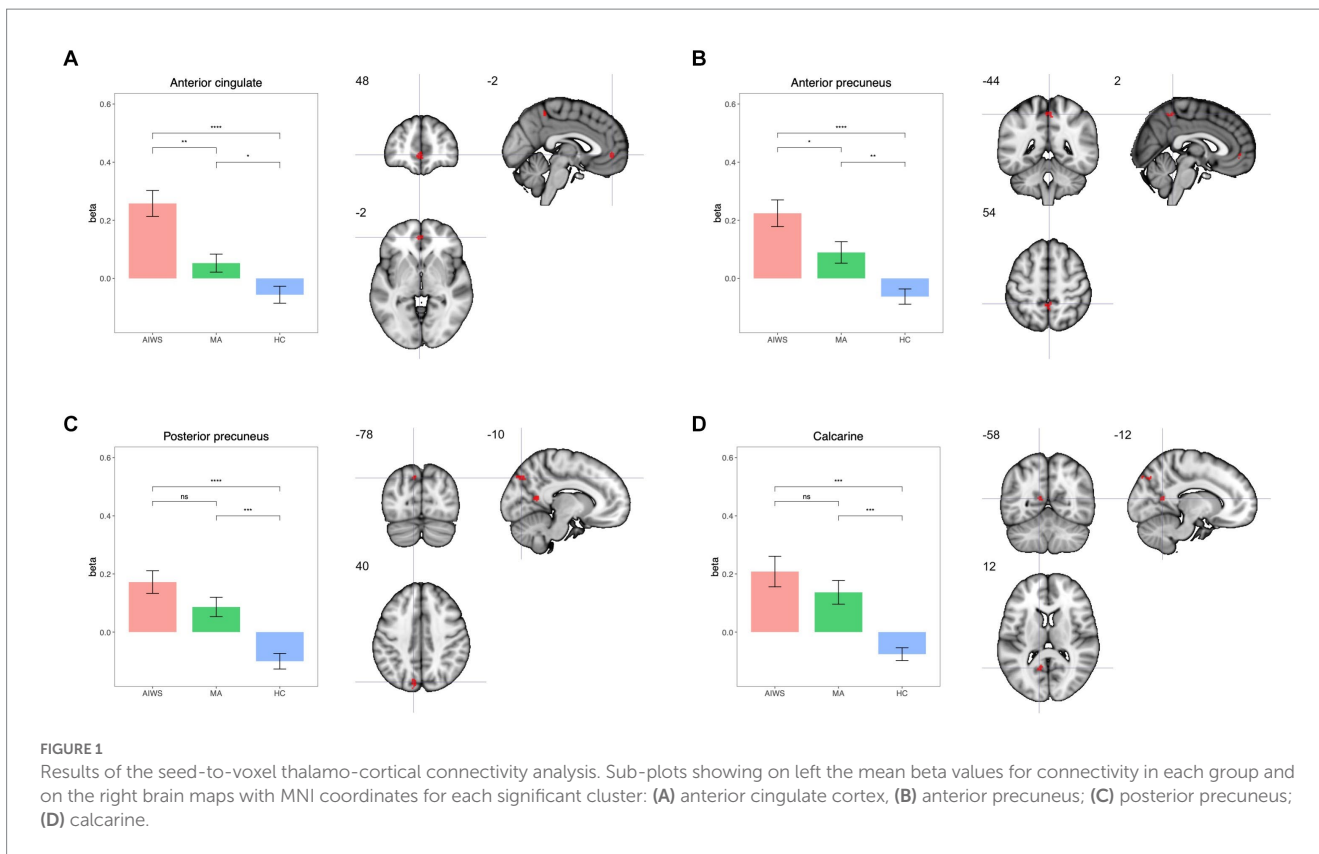 A
Anterior cingulate
0.6
0.4
0.2
0.0
beta
****
**
*
AIWS MA HC
48
-2
-2
B
Anterior precuneus
0.6
0.4
0.2
0.0
beta
****
*
**
AIWS MA HC
-44
2
54
C
Posterior precuneus
0.6
0.4
0.2
0.0
beta
****
ns
***
AIWS MA HC
-78
-10
40
D
Calcarine
0.6
0.4
0.2
0.0
beta
***
ns
***
AIWS MA HC
-58
-12
12
FIGURE 1
Results of the seed-to-voxel thalamo-cortical connectivity analysis. Sub-plots showing on left the mean beta values for connectivity in each group and
on the right brain maps with MNI coordinates for each significant cluster: (A) anterior cingulate cortex, (B) anterior precuneus; (C) posterior precuneus;
(D) calcarine.